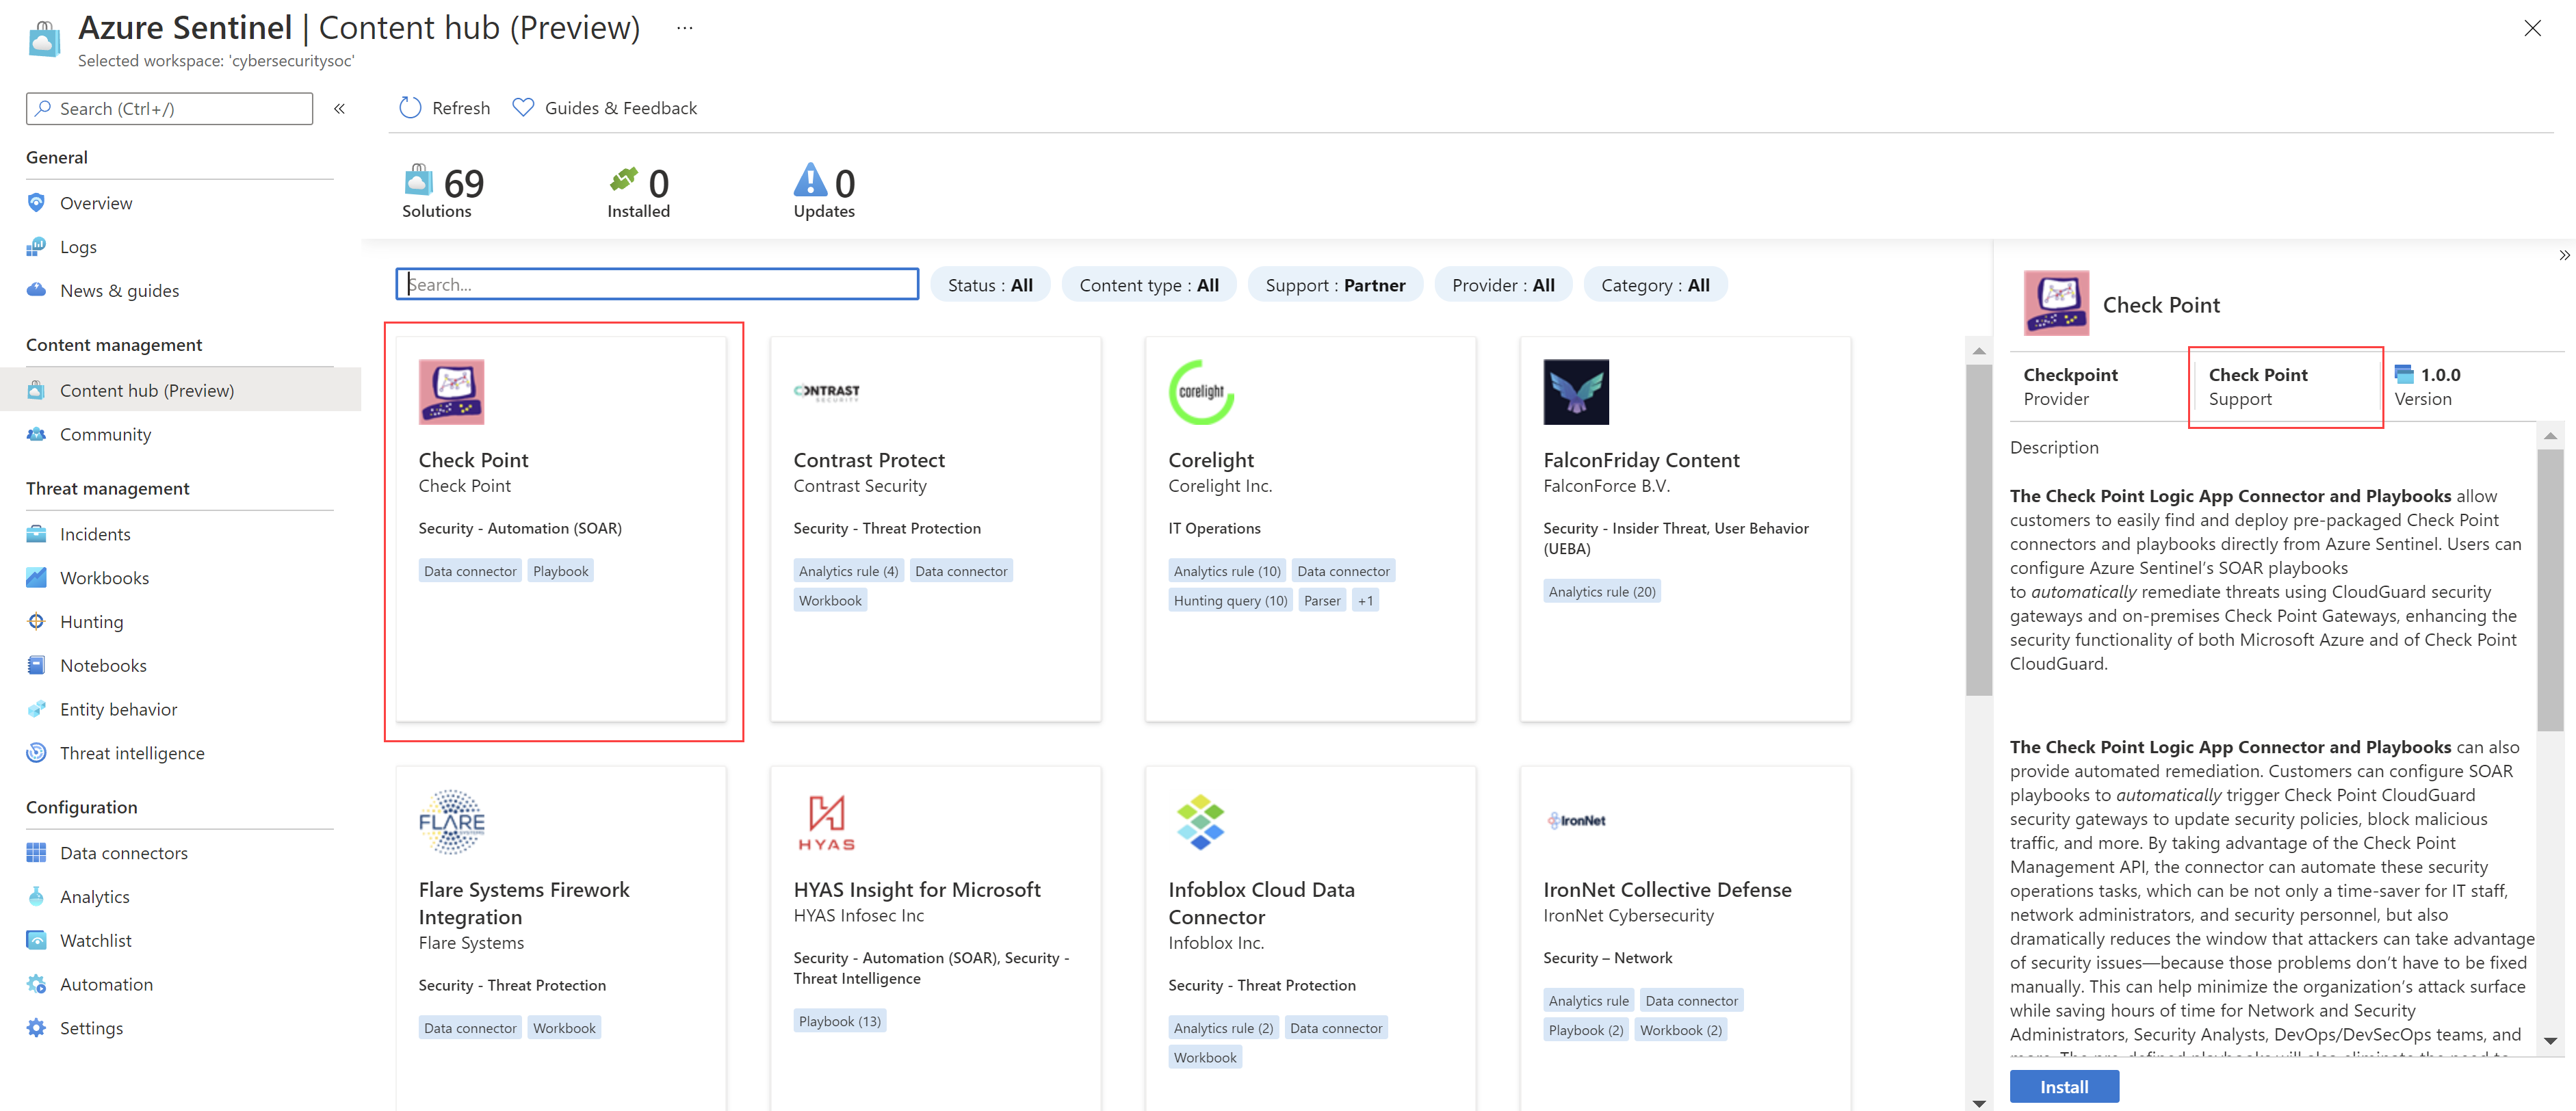 Azure Sentinel | Content hub (Preview) ...
Selected workspace: 'cybersecuritysoc'
Search (Ctrl+/)
«
General
Overview
Logs
News & guides
Content management
Content hub (Preview)
Community
Threat management
Incidents
Workbooks
Hunting
Notebooks
Entity behavior
Threat intelligence
Configuration
Data connectors
Analytics
Watchlist
Automation
Settings
Refresh
Guides & Feedback
69
Solutions
0
Installed
0
Updates
Search...
Status : All
Content type : All
Support : Partner
Provider : All
Category : All
Check Point
Check Point
Security - Automation (SOAR)
Data connector Playbook
CONTRAST
SECURITY
Contrast Protect
Contrast Security
Security - Threat Protection
Analytics rule (4) Data connector
Workbook
corelight
Corelight
Corelight Inc.
IT Operations
Analytics rule (10) Data connector
Hunting query (10) Parser +1
FalconFriday Content
FalconForce B.V.
Security - Insider Threat, User Behavior
(UEBA)
Analytics rule (20)
FLARE
SYSTEMS
Flare Systems Firework
Integration
Flare Systems
Security - Threat Protection
Data connector Workbook
HYAS
HYAS Insight for Microsoft
HYAS Infosec Inc
Security - Automation (SOAR), Security -
Threat Intelligence
Playbook (13)
Infoblox Cloud Data
Connector
Infoblox Inc.
Security - Threat Protection
Analytics rule (2) Data connector
Workbook
IronNet
IronNet Collective Defense
IronNet Cybersecurity
Security – Network
Analytics rule Data connector
Playbook (2) Workbook (2)
»
Check Point
Checkpoint
Provider
Check Point
Support
1.0.0
Version
Description
The Check Point Logic App Connector and Playbooks allow
customers to easily find and deploy pre-packaged Check Point
connectors and playbooks directly from Azure Sentinel. Users can
configure Azure Sentinel’s SOAR playbooks
to automatically remediate threats using CloudGuard security
gateways and on-premises Check Point Gateways, enhancing the
security functionality of both Microsoft Azure and of Check Point
CloudGuard.
The Check Point Logic App Connector and Playbooks can also
provide automated remediation. Customers can configure SOAR
playbooks to automatically trigger Check Point CloudGuard
security gateways to update security policies, block malicious
traffic, and more. By taking advantage of the Check Point
Management API, the connector can automate these security
operations tasks, which can be not only a time-saver for IT staff,
network administrators, and security personnel, but also
dramatically reduces the window that attackers can take advantage
of security issues—because those problems don’t have to be fixed
manually. This can help minimize the organization’s attack surface
while saving hours of time for Network and Security
Administrators, Security Analysts, DevOps/DevSecOps teams, and
more. The pre-defined playbooks will also eliminate the need to
Install